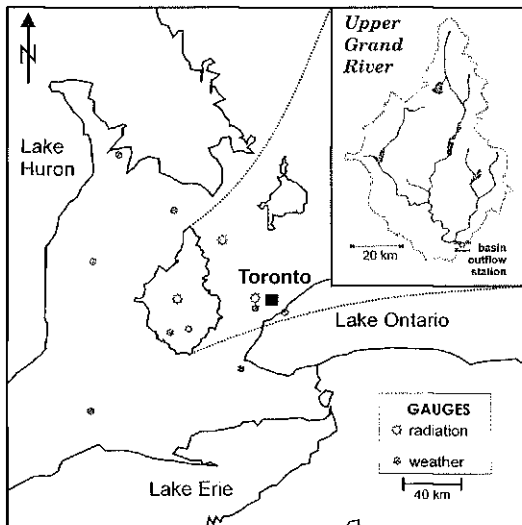 N
Lake
Huron
Toronto
Lake Ontario
Lake Erie
Upper
Grand
River
20 km
basin
outflow
station
GAUGES
radiation
weather
40 km